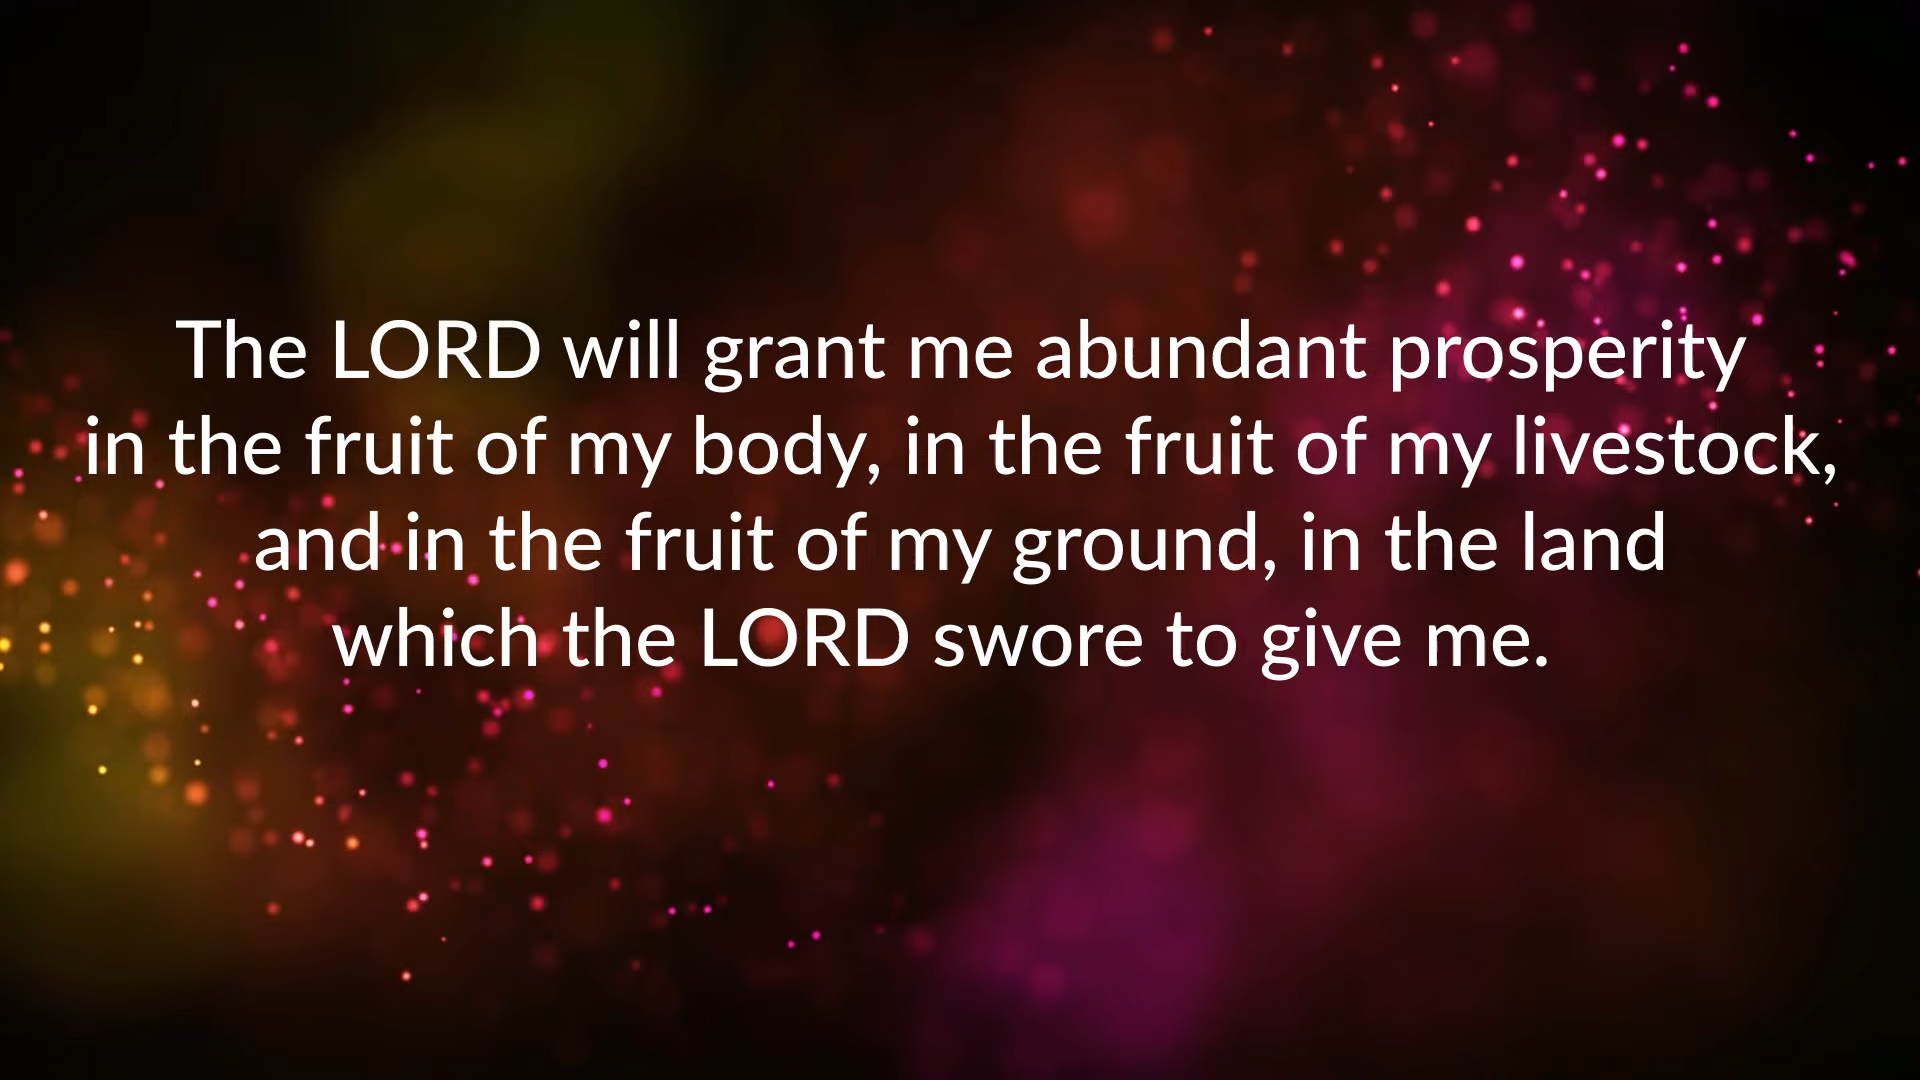 The LORD will grant me abundant prosperity
in the fruit of my body, in the fruit of my livestock,
and in the fruit of my ground, in the land
which the LORD swore to give me.